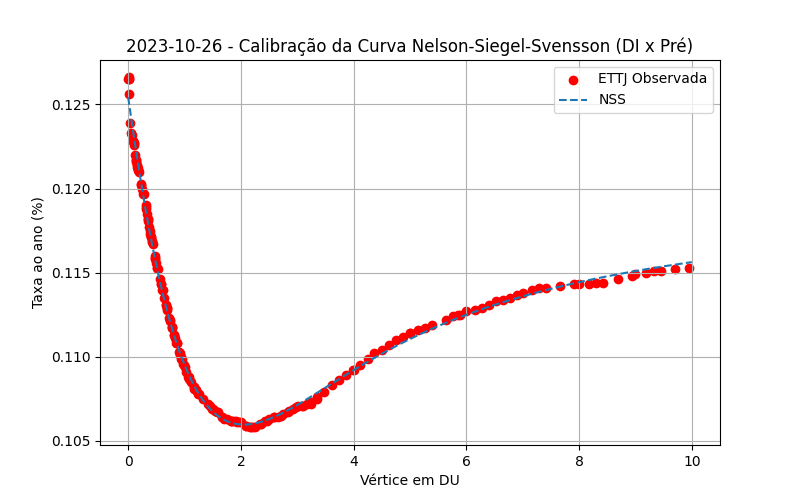 2023-10-26 - Calibração da Curva Nelson-Siegel-Svensson (DI x Pré)
ETTJ Observada
NSS
Taxa ao ano (%)
0.125
0.120
0.115
0.110
0.105
0 2 4 6 8 10
Vértice em DU